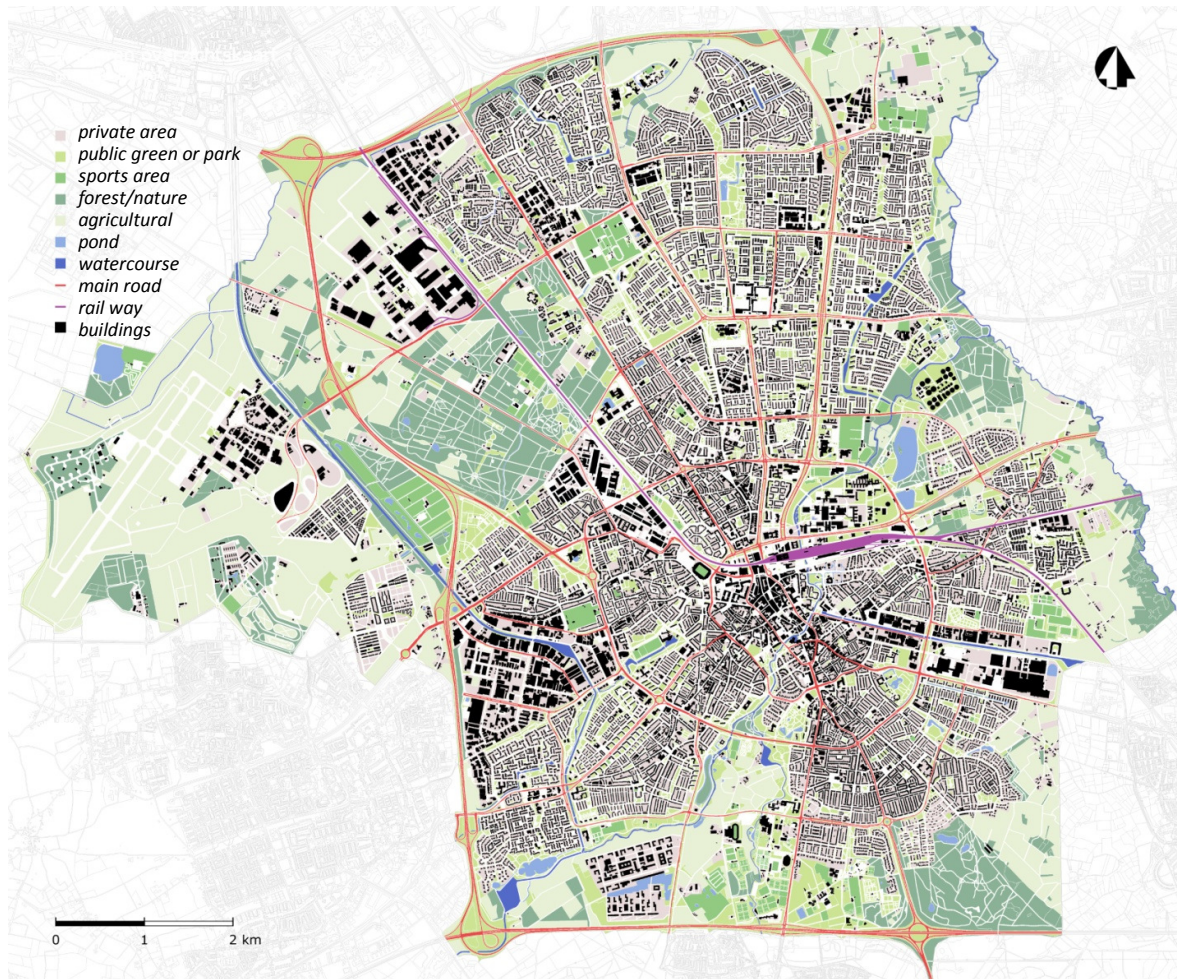 private area
public green or park
sports area
forest/nature
agricultural
pond
watercourse
main road
rail way
buildings
0 1 2 km